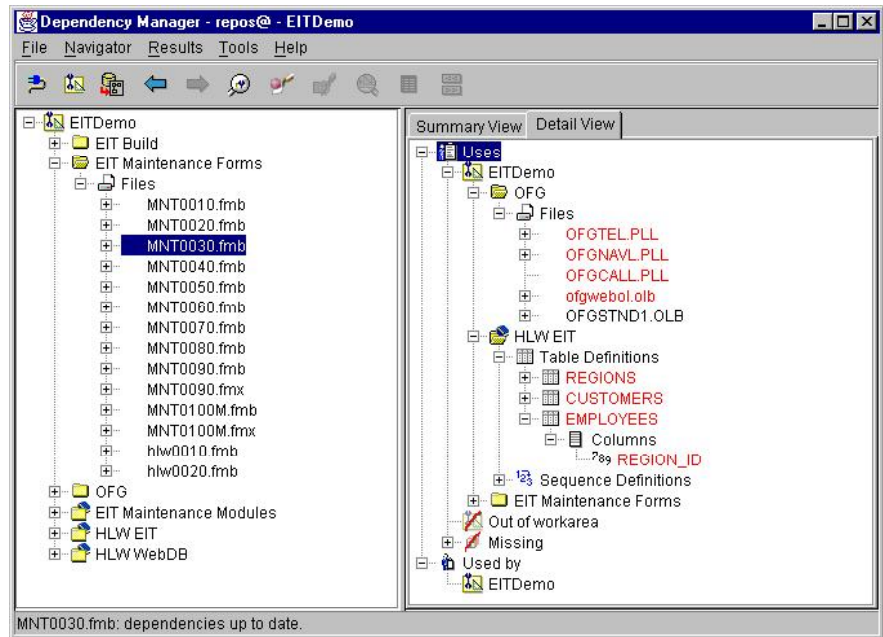 Dependency Manager - repos@ - EITDemo
File Navigator Results Tools Help
EITDemo
EIT Build
EIT Maintenance Forms
Files
MNT0010.fmb
MNT0020.fmb
MNT0030.fmb
MNT0040.fmb
MNT0050.fmb
MNT0060.fmb
MNT0070.fmb
MNT0080.fmb
MNT0090.fmb
MNT0090.fmx
MNT0100M.fmb
MNT0100M.fmx
hlw0010.fmb
hlw0020.fmb
OFG
EIT Maintenance Modules
HLW EIT
HLW WebDB
Summary View Detail View
Uses
EITDemo
OFG
Files
OFGTEL.PLL
OFGNAVL.PLL
OFGCALL.PLL
ofgwebol.olb
OFGSTND1.OLB
HLW EIT
Table Definitions
REGIONS
CUSTOMERS
EMPLOYEES
Columns
789 REGION_ID
123 Sequence Definitions
EIT Maintenance Forms
Out of workarea
Missing
Used by
EITDemo
MNT0030.fmb: dependencies up to date.